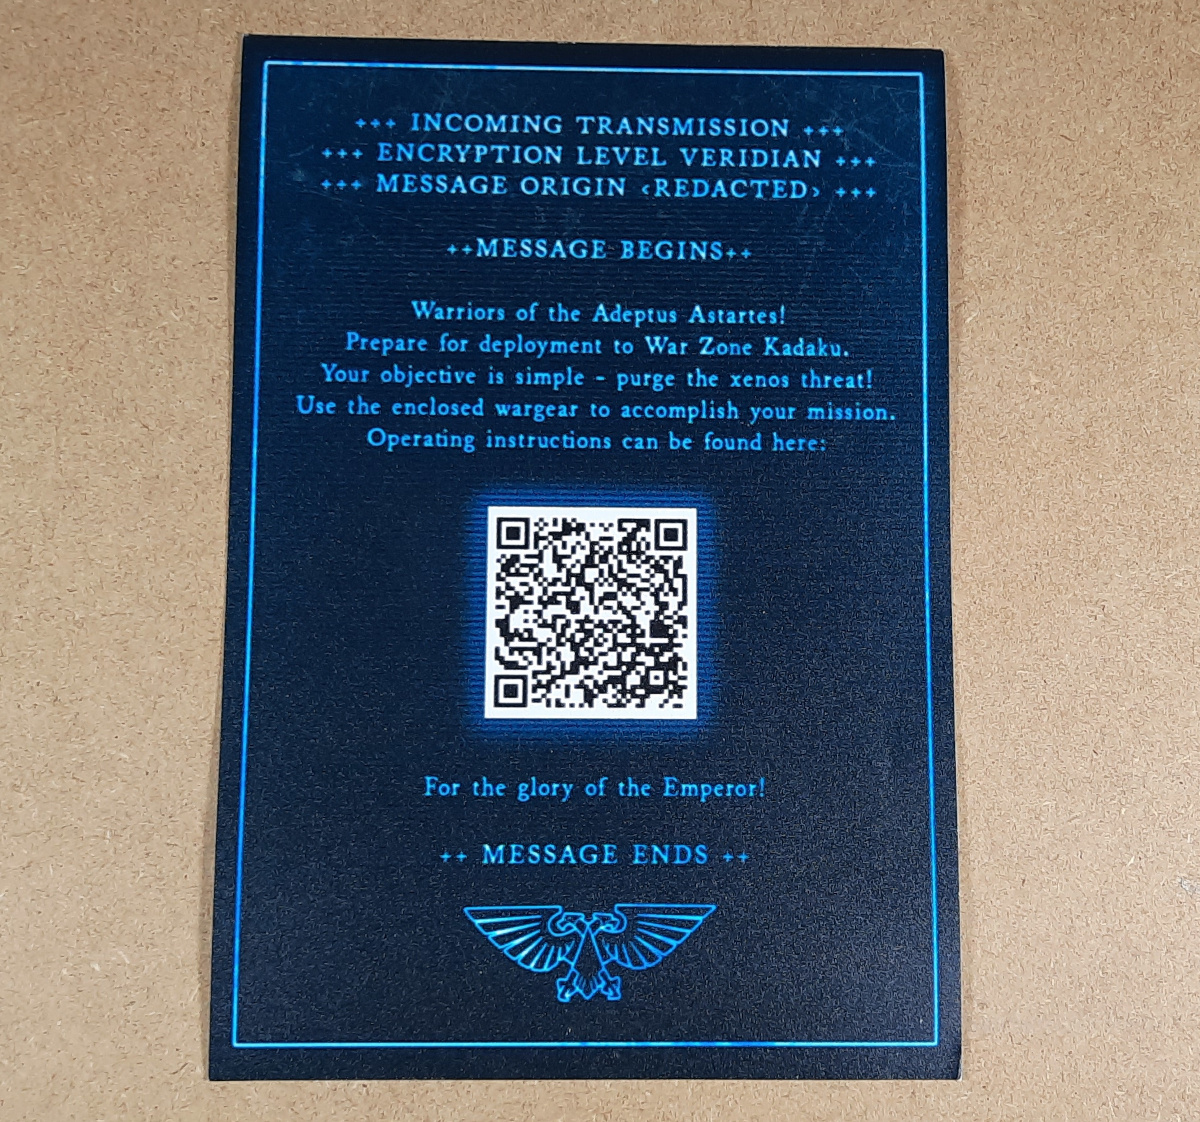 +++ INCOMING TRANSMISSION +++
+++ ENCRYPTION LEVEL VERIDIAN +++
+++ MESSAGE ORIGIN ‹REDACTED› +++
++MESSAGE BEGINS++
Warriors of the Adeptus Astartes!
Prepare for deployment to War Zone Kadaku.
Your objective is simple - purge the xenos threat!
Use the enclosed wargear to accomplish your mission.
Operating instructions can be found here:
For the glory of the Emperor!
++ MESSAGE ENDS ++